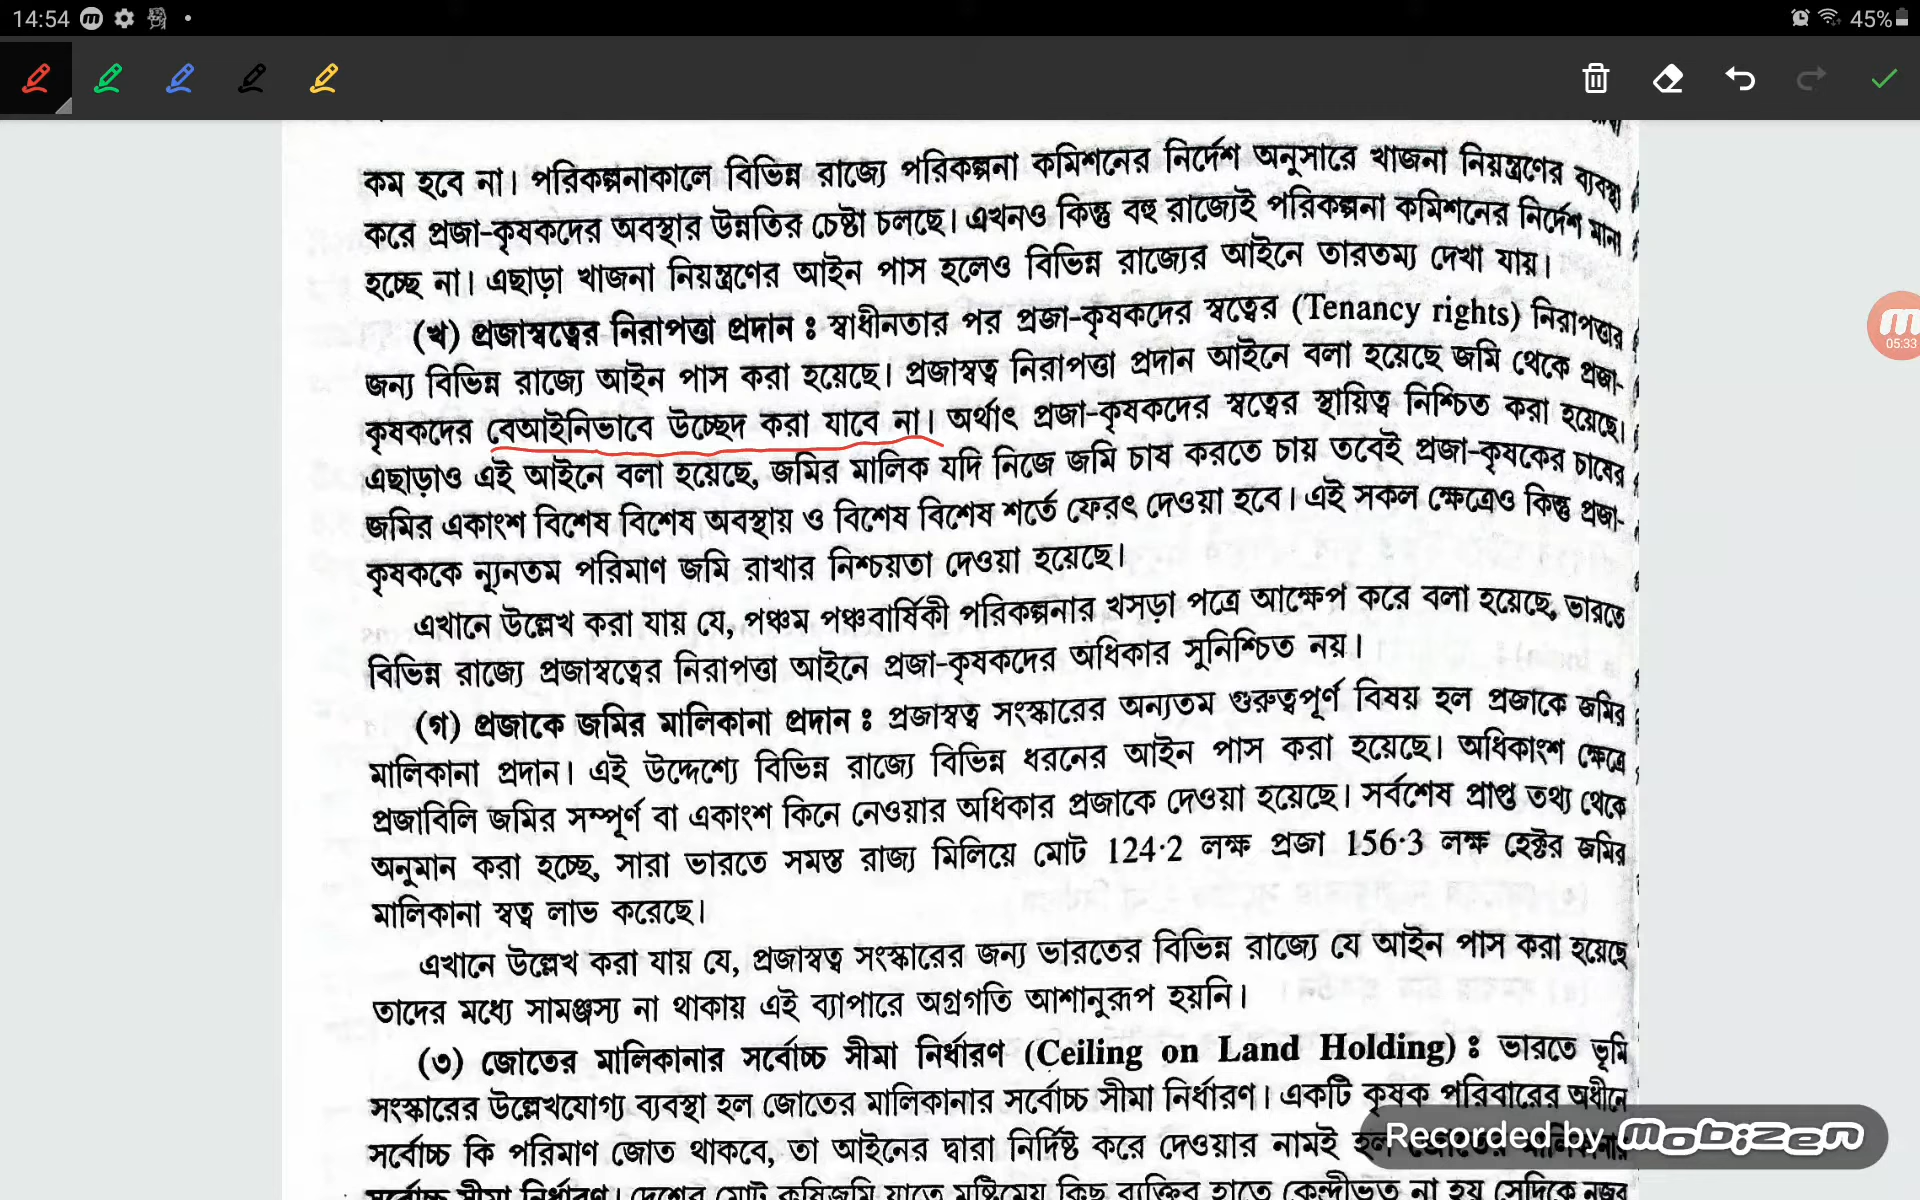 14:54
45%
কম হবে না। পরিকল্পনাকালে বিভিন্ন রাজ্যে পরিকল্পনা কমিশনের নির্দেশ অনুসারে খাজনা নিয়ন্ত্রণের ব্যবস্থা
করে প্রজা-কৃষকদের অবস্থার উন্নতির চেষ্টা চলছে। এখনও কিন্তু বহু রাজ্যেই পরিকল্পনা কমিশনের নির্দেশ মানা
হচ্ছে না। এছাড়া খাজনা নিয়ন্ত্রণের আইন পাস হলেও বিভিন্ন রাজ্যের আইনে তারতম্য দেখা যায়।
(খ) প্রজাস্বত্বের নিরাপত্তা প্রদান ঃ স্বাধীনতার পর প্রজা-কৃষকদের স্বত্বের (Tenancy rights) নিরাপত্তার
জন্য বিভিন্ন রাজ্যে আইন পাস করা হয়েছে। প্রজাস্বত্ব নিরাপত্তা প্রদান আইনে বলা হয়েছে জমি থেকে প্রজা-
কৃষকদের বেআইনিভাবে উচ্ছেদ করা যাবে না। অর্থাৎ প্রজা-কৃষকদের স্বত্বের স্থায়িত্ব নিশ্চিত করা হয়েছে।
এছাড়াও এই আইনে বলা হয়েছে, জমির মালিক যদি নিজে জমি চাষ করতে চায় তবেই প্রজা-কৃষকের চাষের
জমির একাংশ বিশেষ বিশেষ অবস্থায় ও বিশেষ বিশেষ শর্তে ফেরৎ দেওয়া হবে। এই সকল ক্ষেত্রেও কিন্তু প্রজা-
কৃষককে ন্যূনতম পরিমাণ জমি রাখার নিশ্চয়তা দেওয়া হয়েছে।
এখানে উল্লেখ করা যায় যে, পঞ্চম পঞ্চবার্ষিকী পরিকল্পনার খসড়া পত্রে আক্ষেপ করে বলা হয়েছে, ভারতে
বিভিন্ন রাজ্যে প্রজাস্বত্বের নিরাপত্তা আইনে প্রজা-কৃষকদের অধিকার সুনিশ্চিত নয়।
(গ) প্রজাকে জমির মালিকানা প্রদান ঃ প্রজাস্বত্ব সংস্কারের অন্যতম গুরুত্বপূর্ণ বিষয় হল প্রজাকে জমির
মালিকানা প্রদান। এই উদ্দেশ্যে বিভিন্ন রাজ্যে বিভিন্ন ধরনের আইন পাস করা হয়েছে। অধিকাংশ ক্ষেত্রে
প্রজাবিলি জমির সম্পূর্ণ বা একাংশ কিনে নেওয়ার অধিকার প্রজাকে দেওয়া হয়েছে। সর্বশেষ প্রাপ্ত তথ্য থেকে
অনুমান করা হচ্ছে, সারা ভারতে সমস্ত রাজ্য মিলিয়ে মোট 124·2 লক্ষ প্রজা 156·3 লক্ষ হেক্টর জমির
মালিকানা স্বত্ব লাভ করেছে।
এখানে উল্লেখ করা যায় যে, প্রজাস্বত্ব সংস্কারের জন্য ভারতের বিভিন্ন রাজ্যে যে আইন পাস করা হয়েছে
তাদের মধ্যে সামঞ্জস্য না থাকায় এই ব্যাপারে অগ্রগতি আশানুরূপ হয়নি।
(৩) জোতের মালিকানার সর্বোচ্চ সীমা নির্ধারণ (Ceiling on Land Holding) ঃ ভারতে ভূমি
সংস্কারের উল্লেখযোগ্য ব্যবস্থা হল জোতের মালিকানার সর্বোচ্চ সীমা নির্ধারণ। একটি কৃষক পরিবারের অধীনে
সর্বোচ্চ কি পরিমাণ জোত থাকবে, তা আইনের দ্বারা নির্দিষ্ট করে দেওয়ার নামই হল জোতের মালিকানার
সর্বোচ্চ সীমা নির্ধারণ। দেশের মোট কৃষিজমি যাতে মুষ্টিমেয় কিছু ব্যক্তির হাতে কেন্দ্রীভূত না হয় সেদিকে নজর
05:33
Recorded by Mobizen